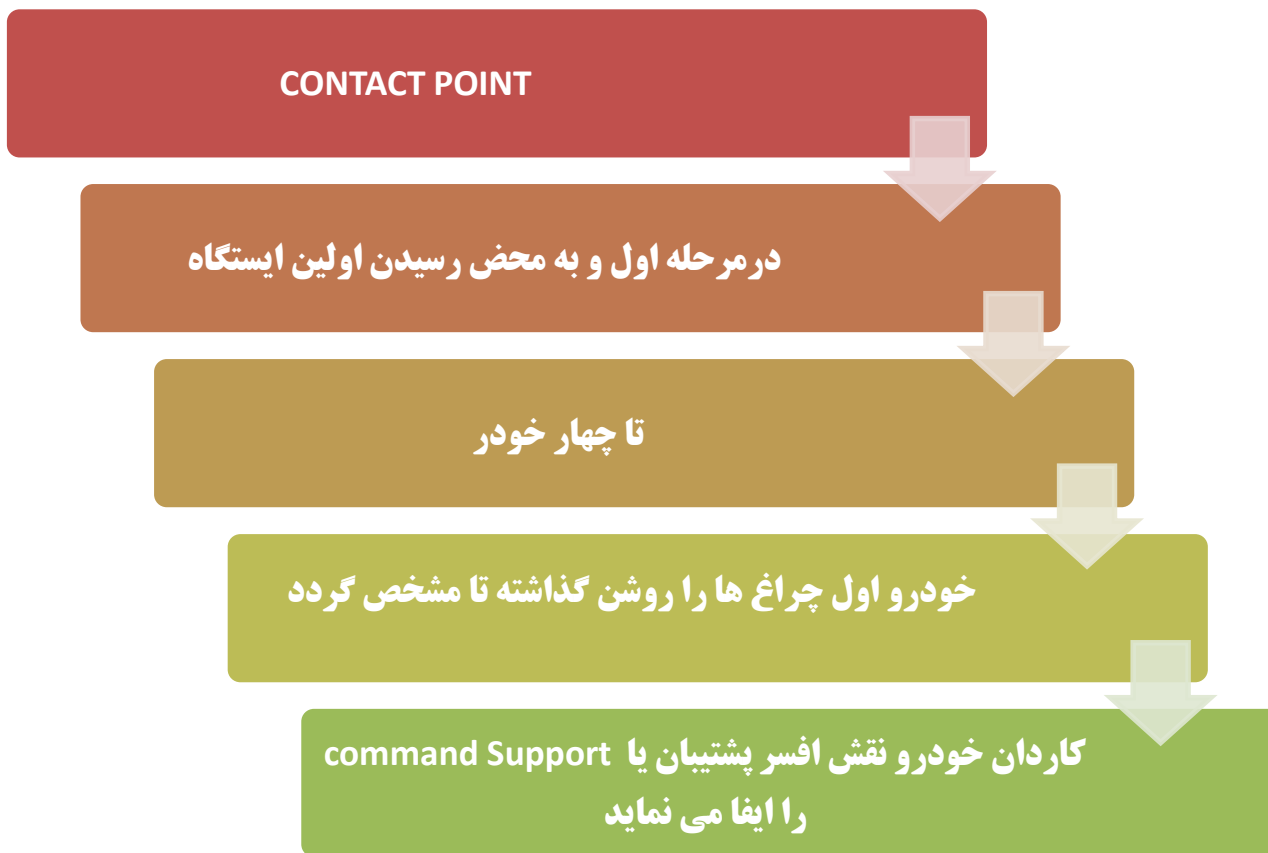 CONTACT POINT
درمرحله اول و به محض رسیدن اولین ایستگاه
تا چهار خودر
خودرو اول چراغ ها را روشن گذاشته تا مشخص گردد
کاردان خودرو نقش افسر پشتیبان یا command Support
را ایفا می نماید